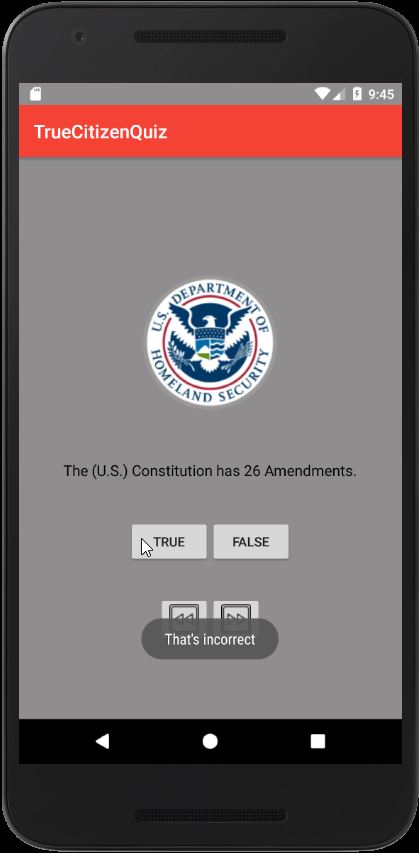 9:45
TrueCitizenQuiz
U.S. DEPARTMENT OF
HOMELAND SECURITY
The (U.S.) Constitution has 26 Amendments.
TRUE FALSE
That's incorrect